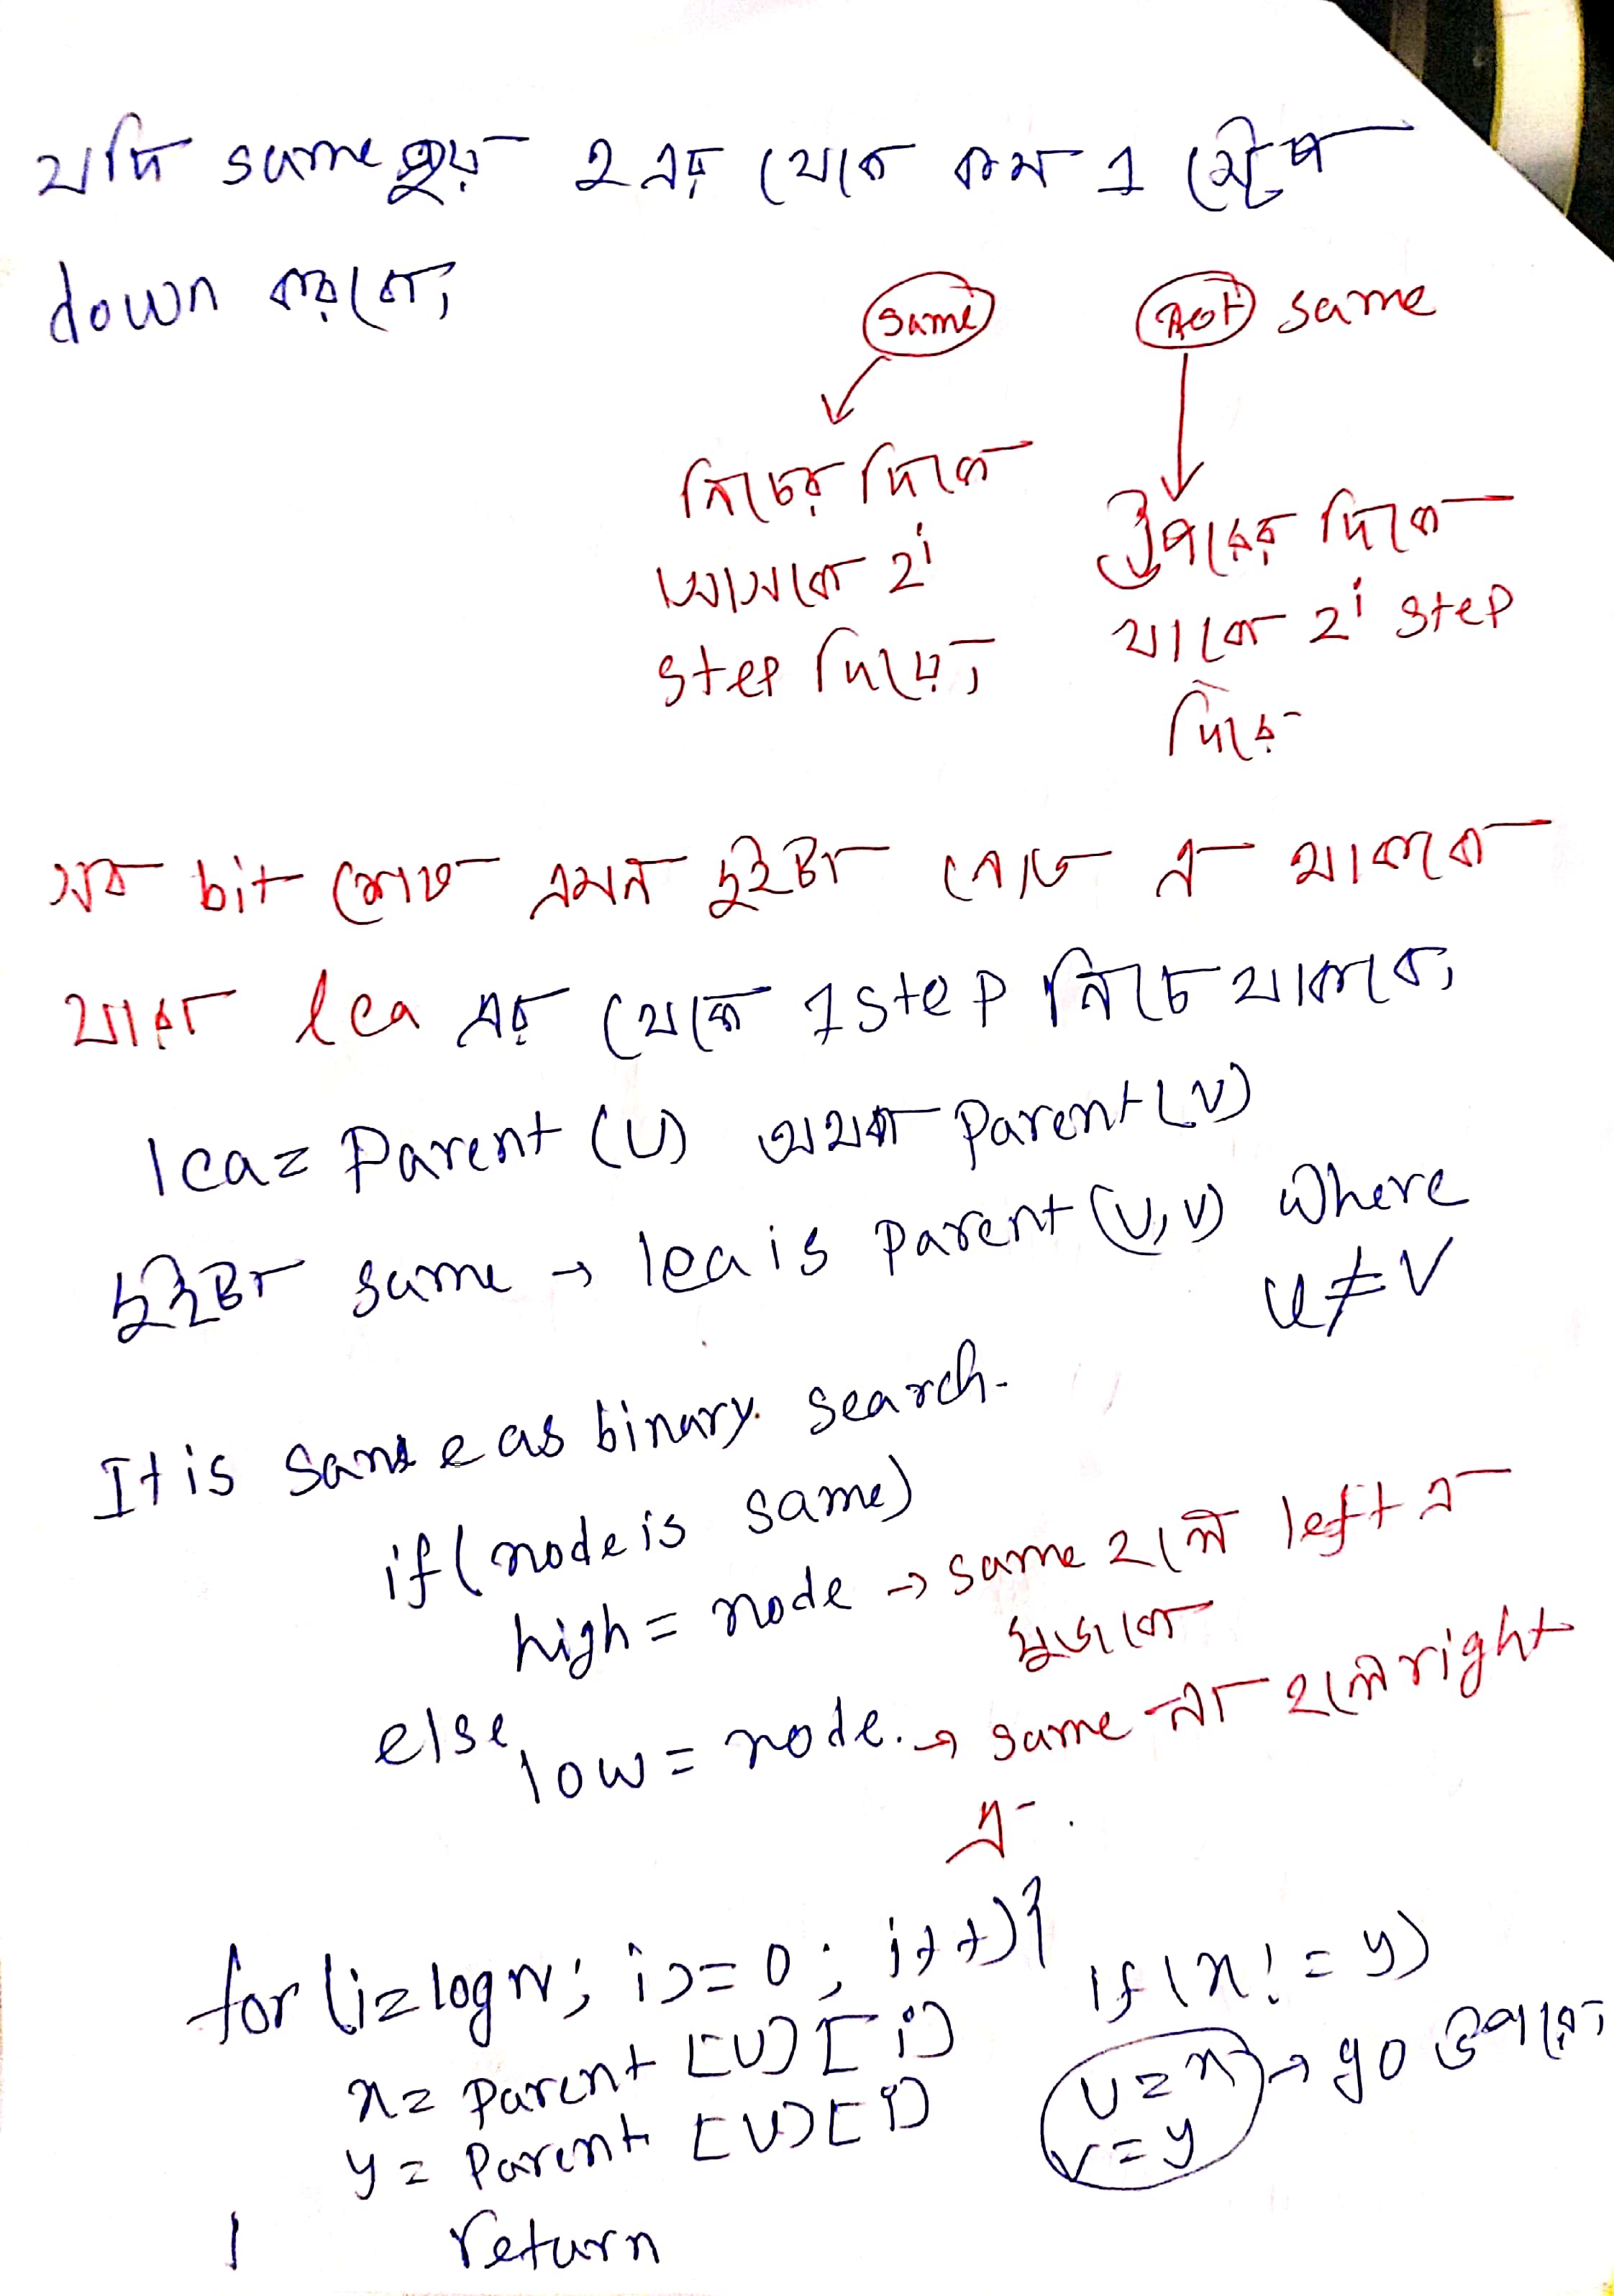 যদি same হয় 2 এর থেকে কম 1 স্টেপ
down করবে,
same
not same
নিচের দিকে
আসবে 2^i
step দিয়ে,
উপরের দিকে
যাবে 2^i step
দিয়ে
সব bit শেষে এমন দুইটা নোড এ থাকবে
যারা lca এর থেকে 1 step নিচে থাকবে,
lca = Parent (u) অথবা parent (v)
দুইটা same → lca is parent (u, v) where
u ≠ v
It is same as binary search.
if (node is same)
high = node → same হলে left এ
খুজবে
else
low = node. → same না হলে right
এ.
for (i = log N; i >= 0; i++) {
x = parent [u] [i]
y = parent [v] [i]
if (x != y)
u = x → go উপরে,
v = y
return